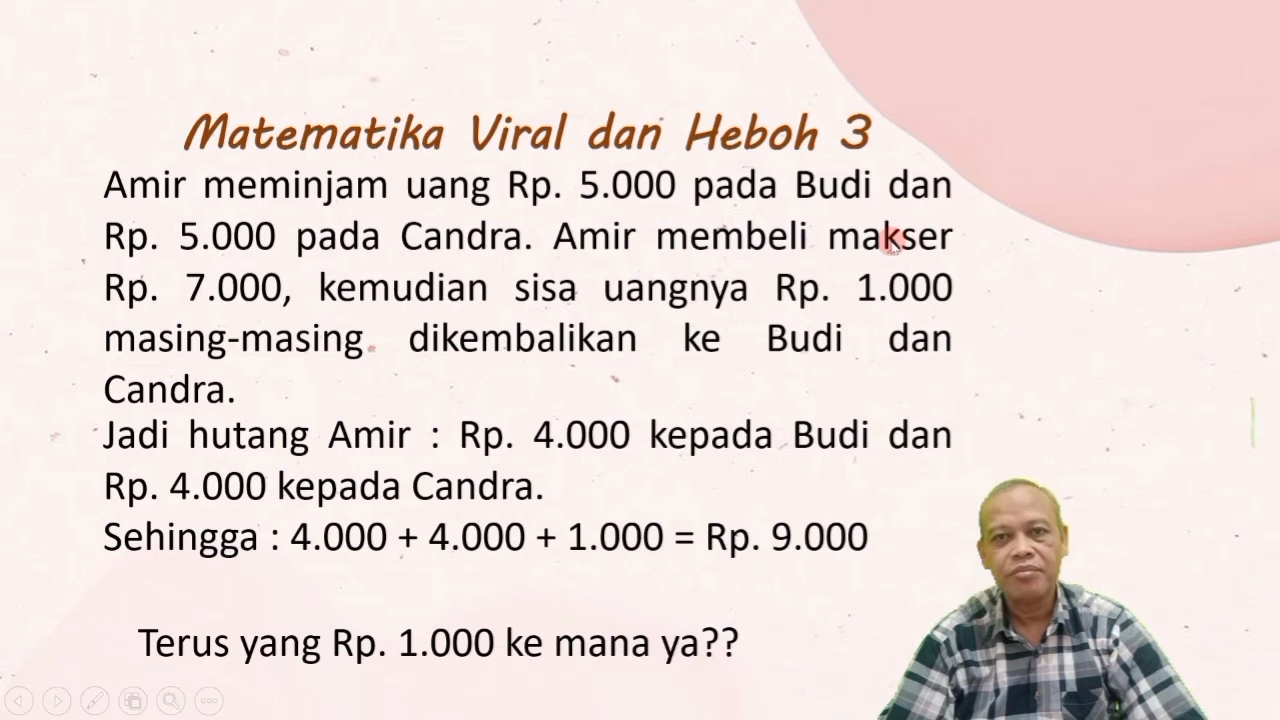 Matematika Viral dan Heboh 3
Amir meminjam uang Rp. 5.000 pada Budi dan
Rp. 5.000 pada Candra. Amir membeli makser
Rp. 7.000, kemudian sisa uangnya Rp. 1.000
masing-masing dikembalikan ke Budi dan
Candra.
Jadi hutang Amir : Rp. 4.000 kepada Budi dan
Rp. 4.000 kepada Candra.
Sehingga : 4.000 + 4.000 + 1.000 = Rp. 9.000
Terus yang Rp. 1.000 ke mana ya??